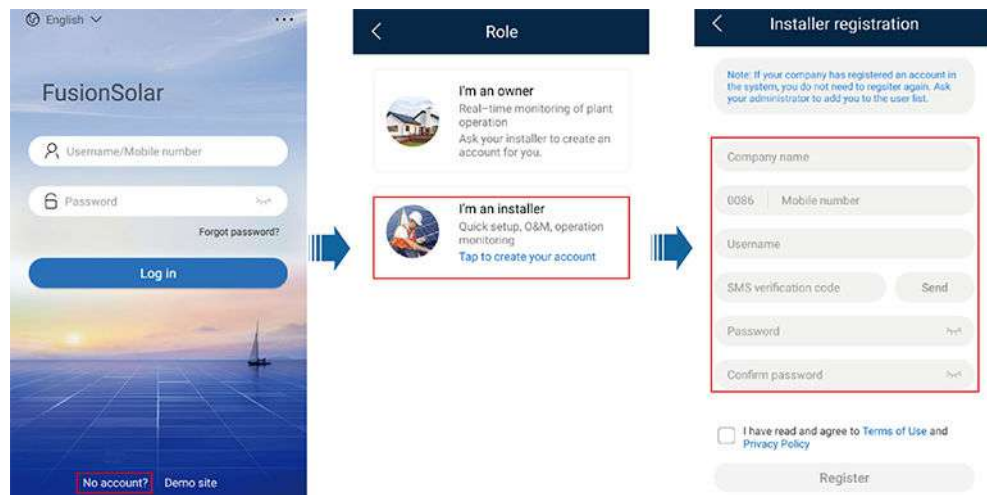 English
FusionSolar
Username/Mobile number
Password
Forgot password?
Log in
No account? Demo site
Role
I'm an owner
Real-time monitoring of plant
operation
Ask your installer to create an
account for you.
I'm an installer
Quick setup, O&M, operation
monitoring
Tap to create your account
Installer registration
Note: If your company has registered an account in
the system, you do not need to regsiter again. Ask
your administrator to add you to the user list.
Company name
0086 Mobile number
Username
SMS verification code Send
Password
Confirm password
I have read and agree to Terms of Use and
Privacy Policy
Register